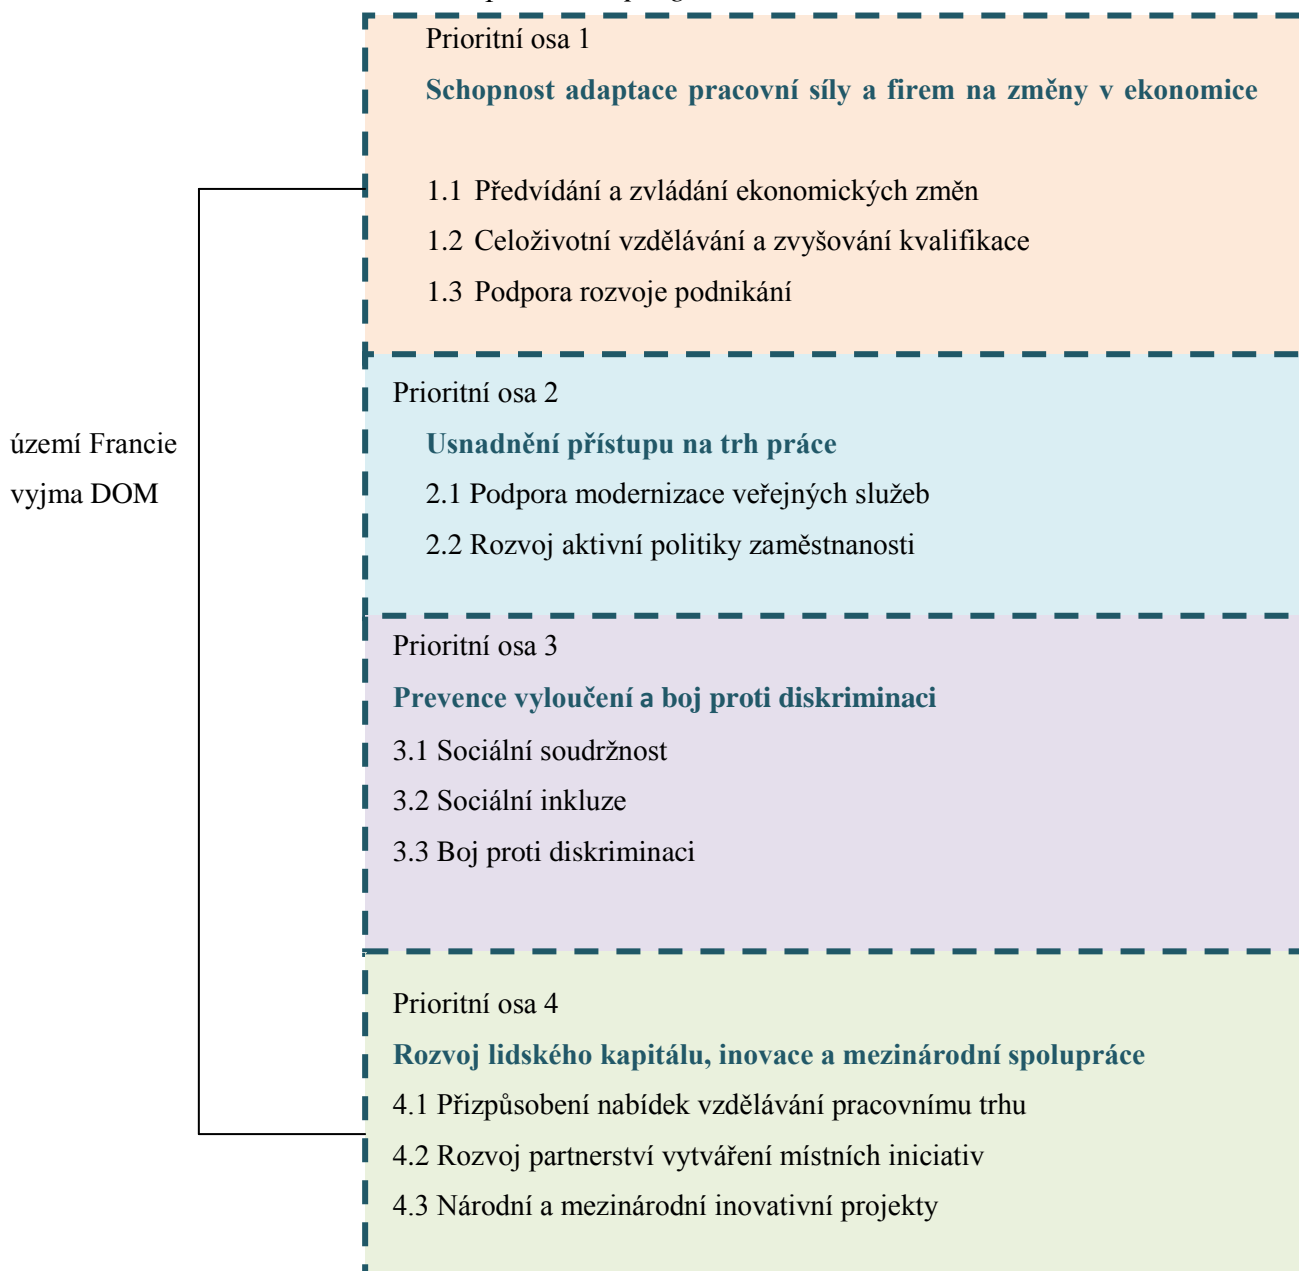 Prioritní osa 1
Schopnost adaptace pracovní síly a firem na změny v ekonomice
1.1 Předvídání a zvládání ekonomických změn
1.2 Celoživotní vzdělávání a zvyšování kvalifikace
1.3 Podpora rozvoje podnikání
Prioritní osa 2
území Francie
vyjma DOM
Usnadnění přístupu na trh práce
2.1 Podpora modernizace veřejných služeb
2.2 Rozvoj aktivní politiky zaměstnanosti
Prioritní osa 3
Prevence vyloučení a boj proti diskriminaci
3.1 Sociální soudržnost
3.2 Sociální inkluze
3.3 Boj proti diskriminaci
Prioritní osa 4
Rozvoj lidského kapitálu, inovace a mezinárodní spolupráce
4.1 Přizpůsobení nabídek vzdělávání pracovnímu trhu
4.2 Rozvoj partnerství vytváření místních iniciativ
4.3 Národní a mezinárodní inovativní projekty